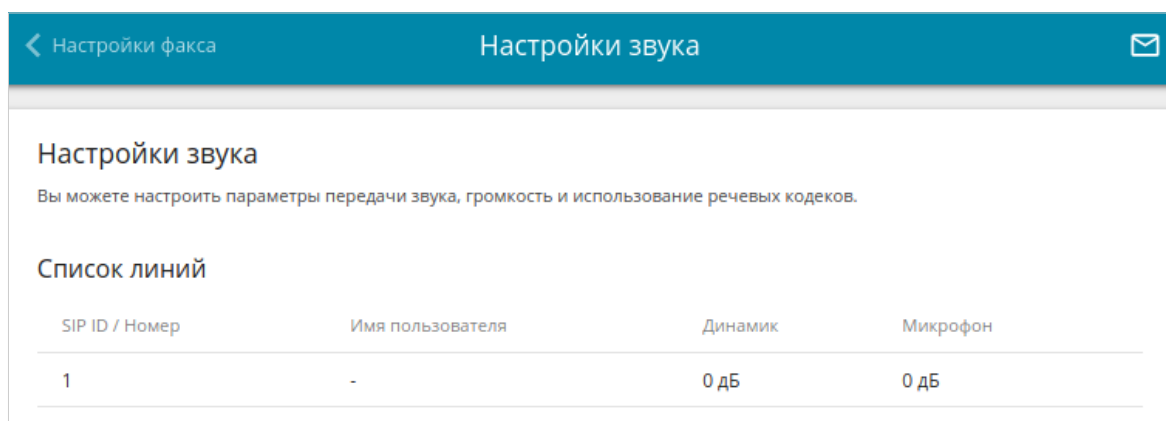 Настройки факса Настройки звука
Настройки звука
Вы можете настроить параметры передачи звука, громкость и использование речевых кодеков.
Список линий
SIP ID / Номер Имя пользователя Динамик Микрофон
1 - 0 дБ 0 дБ